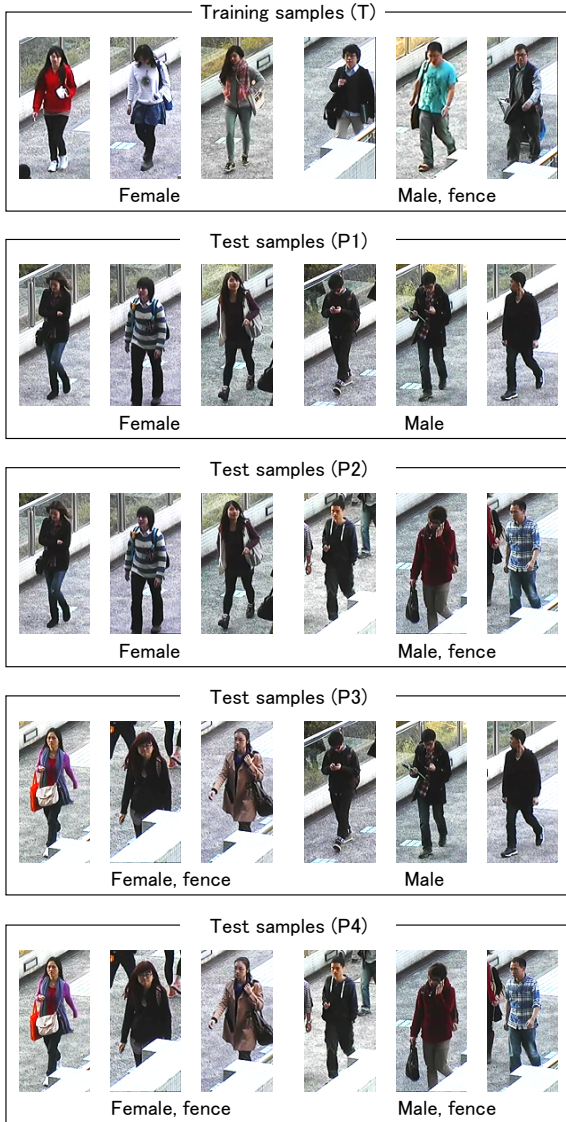 Training samples (T)
Female
Male, fence
Test samples (P1)
Female
Male
Test samples (P2)
Female
Male, fence
Test samples (P3)
Female, fence
Male
Test samples (P4)
Female, fence
Male, fence